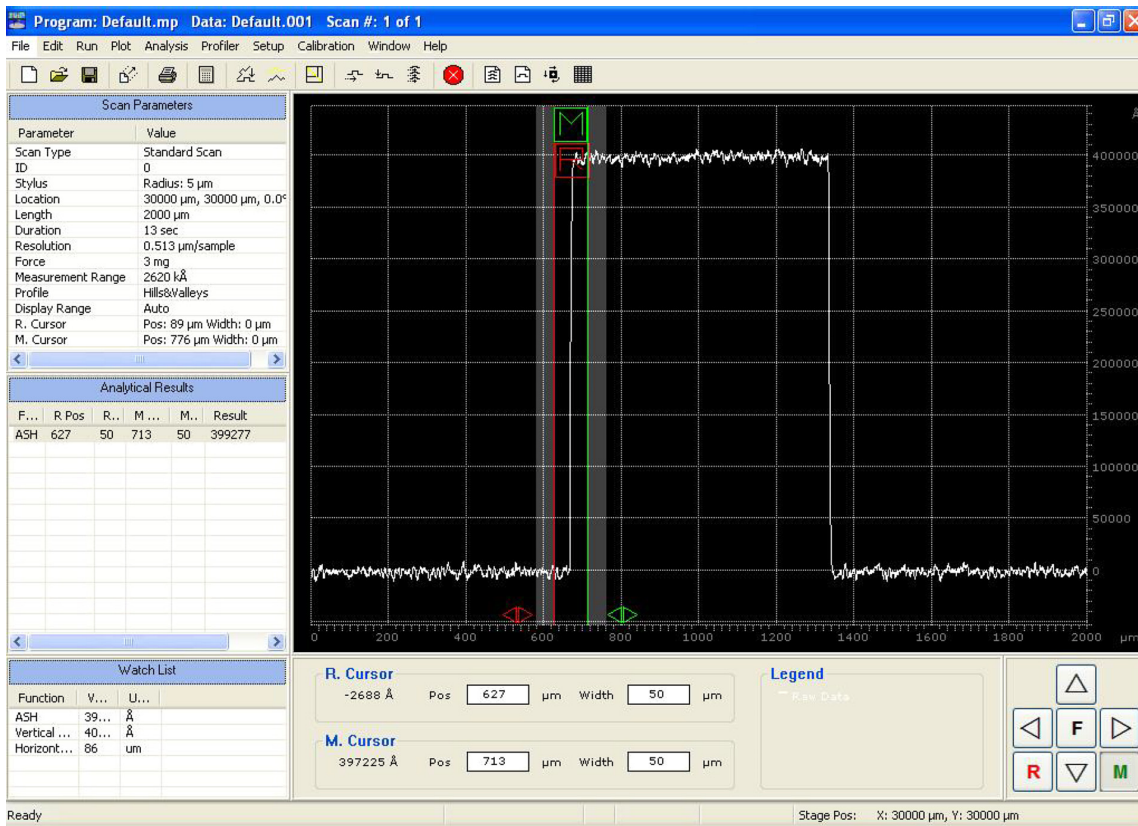 Program: Default.mp Data: Default.001 Scan #: 1 of 1
File Edit Run Plot Analysis Profiler Setup Calibration Window Help
Scan Parameters
Parameter Value
Scan Type Standard Scan
ID 0
Stylus Radius: 5 µm
Location 30000 µm, 30000 µm, 0.0°
Length 2000 µm
Duration 13 sec
Resolution 0.513 µm/sample
Force 3 mg
Measurement Range 2620 kÅ
Profile Hills&Valleys
Display Range Auto
R. Cursor Pos: 89 µm Width: 0 µm
M. Cursor Pos: 776 µm Width: 0 µm
Analytical Results
F... R Pos R.. M ... M.. Result
ASH 627 50 713 50 399277
Watch List
Function V... U...
ASH 39... Å
Vertical ... 40... Å
Horizont... 86 um
M
R
Å
400000
350000
300000
250000
200000
150000
100000
50000
0
0 200 400 600 800 1000 1200 1400 1600 1800 2000 µm
R. Cursor
-2688 Å Pos 627 µm Width 50 µm
M. Cursor
397225 Å Pos 713 µm Width 50 µm
Legend
Raw Data
F
R M
Ready Stage Pos: X: 30000 µm, Y: 30000 µm